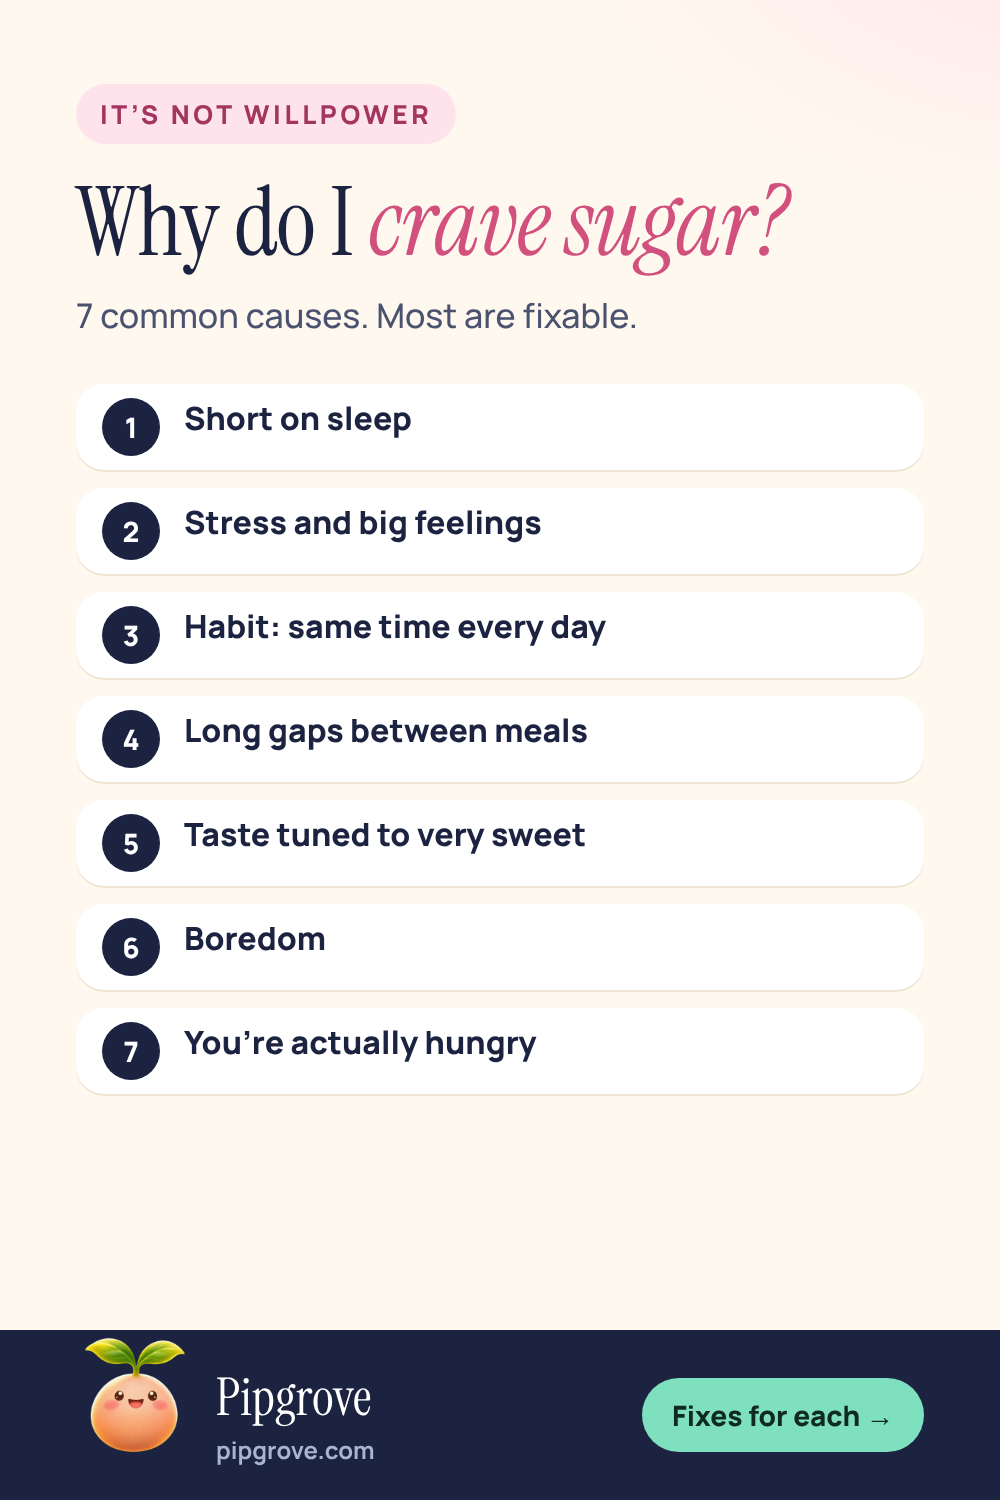 IT’S NOT WILLPOWER
Why do I crave sugar?
7 common causes. Most are fixable.
1 Short on sleep
2 Stress and big feelings
3 Habit: same time every day
4 Long gaps between meals
5 Taste tuned to very sweet
6 Boredom
7 You’re actually hungry
Pipgrove
pipgrove.com
Fixes for each →